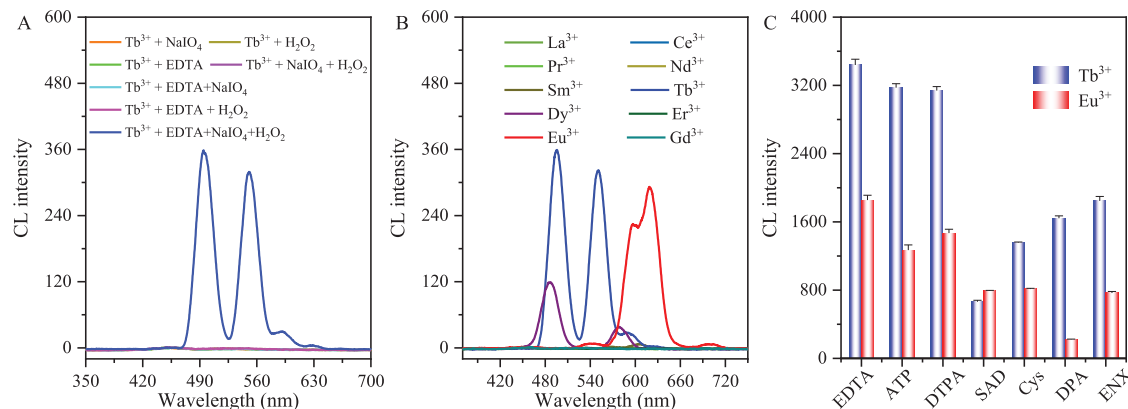 A
600
480
360
240
120
0
CL intensity
350
420
490
560
630
700
Wavelength (nm)
Tb³⁺ + NaIO₄
Tb³⁺ + H₂O₂
Tb³⁺ + EDTA
Tb³⁺ + NaIO₄ + H₂O₂
Tb³⁺ + EDTA+NaIO₄
Tb³⁺ + EDTA + H₂O₂
Tb³⁺ + EDTA+NaIO₄+H₂O₂
B
600
480
360
240
120
0
CL intensity
420
480
540
600
660
720
Wavelength (nm)
La³⁺
Ce³⁺
Pr³⁺
Nd³⁺
Sm³⁺
Tb³⁺
Dy³⁺
Er³⁺
Eu³⁺
Gd³⁺
C
4000
3200
2400
1600
800
0
CL intensity
Tb³⁺
Eu³⁺
EDTA
ATP
DTPA
SAD
Cys
DPA
ENX